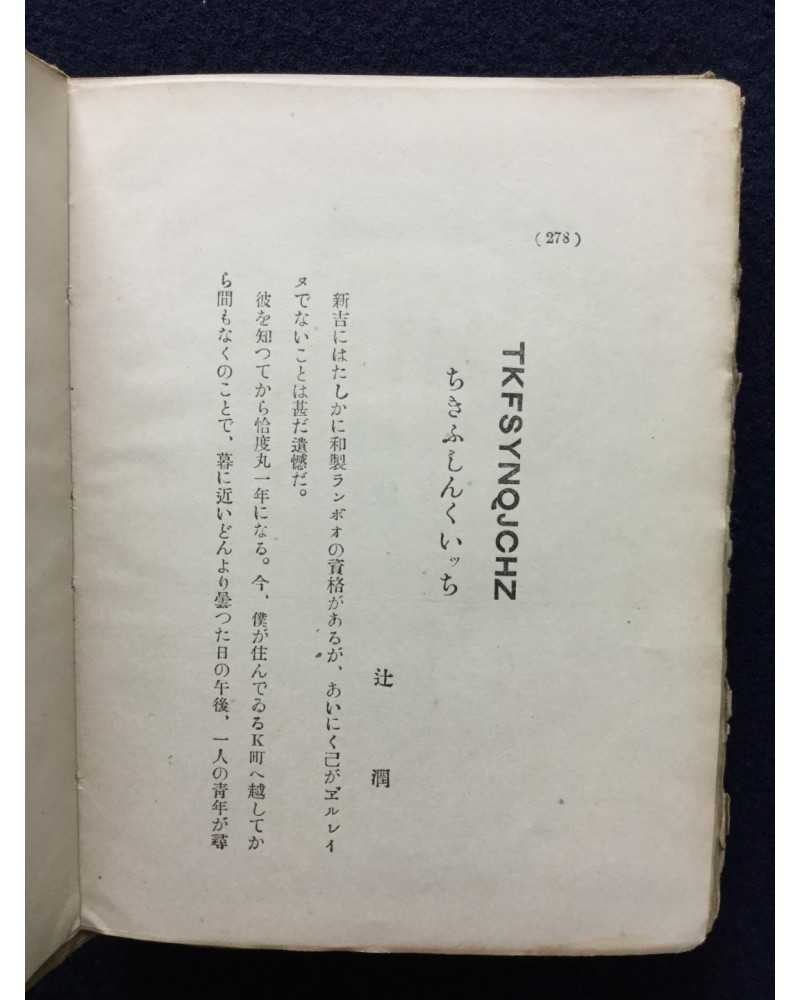 (278)
TKFSYNQJCHZ
ちきふしんくいッち
辻 潤
新吉にはたしかに和製ランボオの資格があるが、あいにく己がヹルレイ
ヌでないことは甚だ遺憾だ。
彼を知つてから恰度丸一年になる。今、僕が住んでゐるK町へ越してか
ら間もなくのことで、暮に近いどんより曇つた日の午後、一人の青年が尋